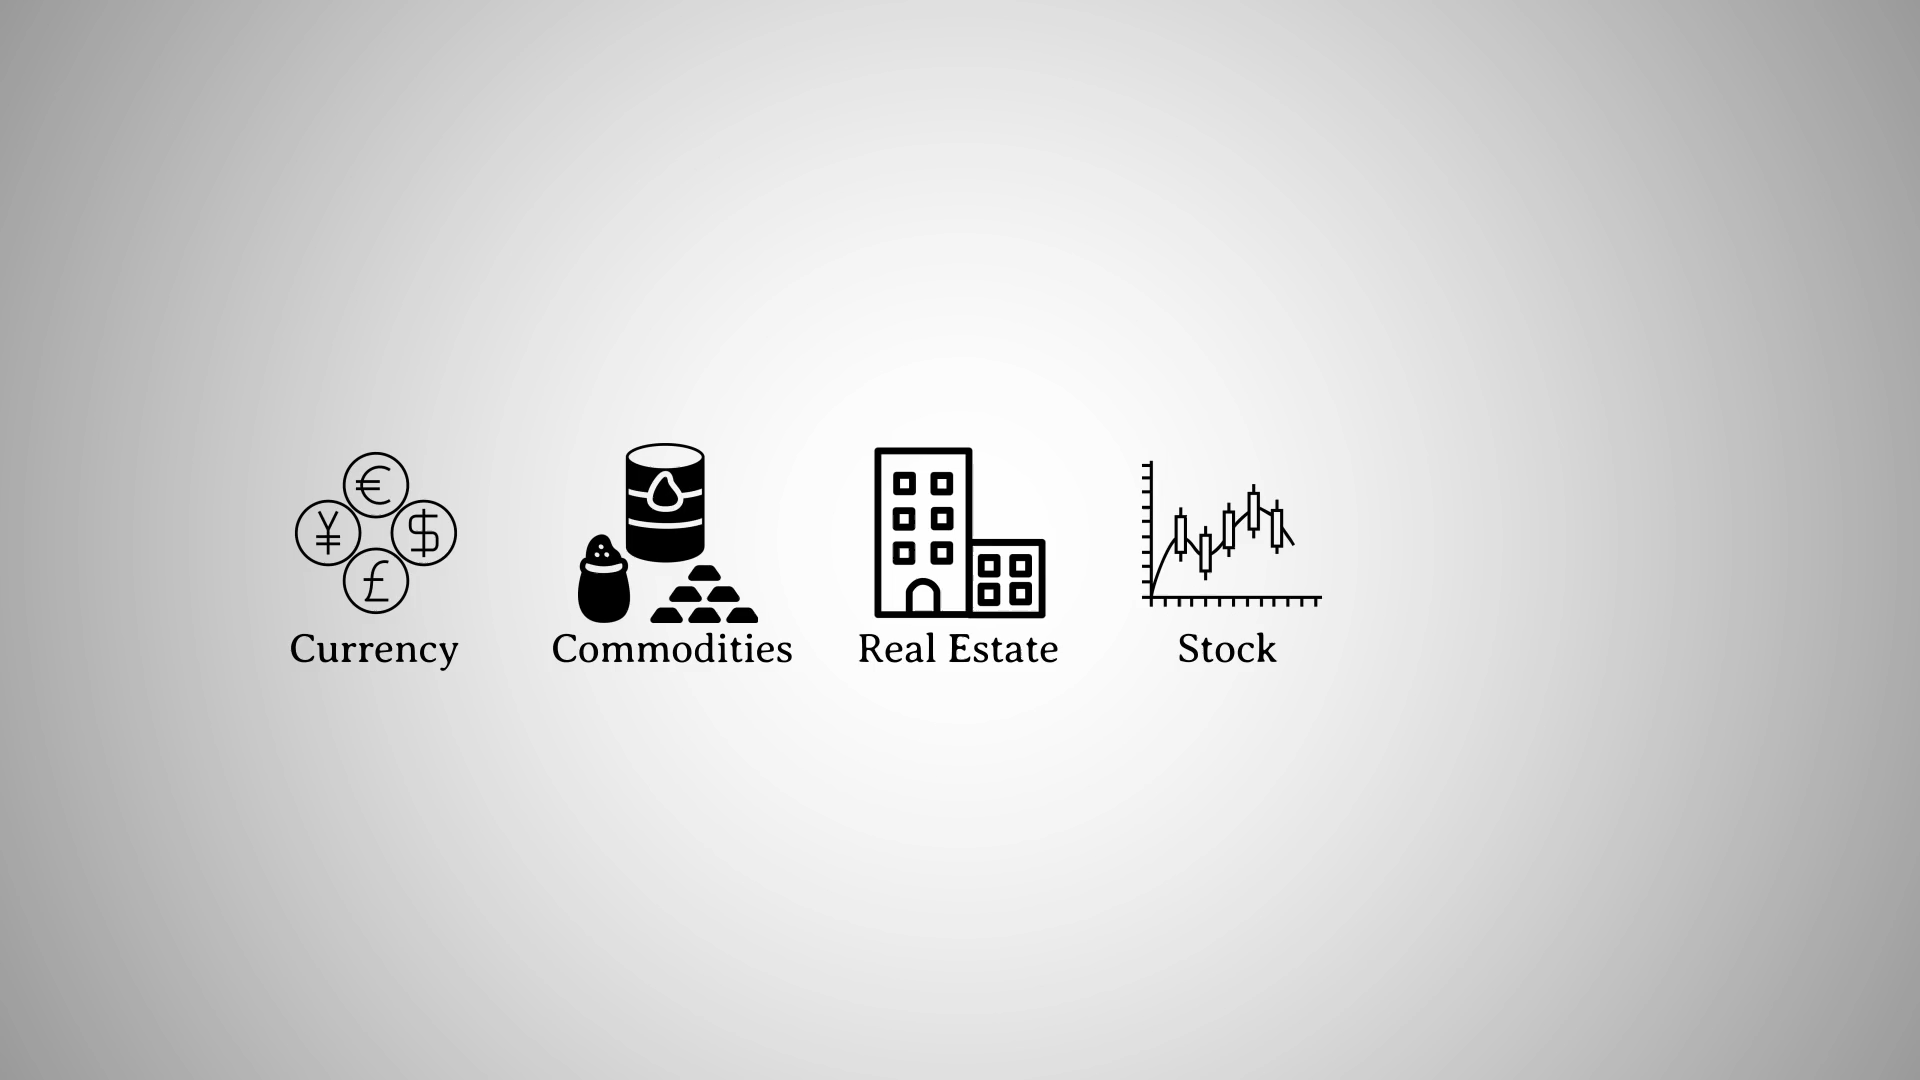 €
¥ $
£
Currency Commodities Real Estate Stock